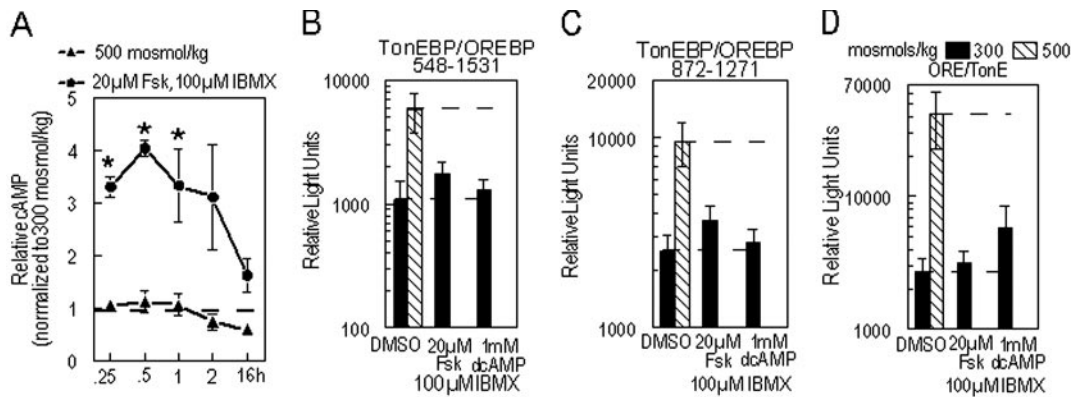 A
500 mosmol/kg
20µM Fsk, 100µM IBMX
Relative cAMP
(normalized to 300 mosmol/kg)
5
4
3
2
1
0
* * *
.25 .5 1 2 16h
B
TonEBP/OREBP
548-1531
Relative Light Units
10000
1000
100
DMSO 20µM 1mM
Fsk dcAMP
100µM IBMX
C
TonEBP/OREBP
872-1271
Relative Light Units
20000
10000
1000
DMSO 20µM 1mM
Fsk dcAMP
100µM IBMX
D
mosmols/kg 300 500
ORE/TonE
Relative Light Units
70000
10000
1000
DMSO 20µM 1mM
Fsk dcAMP
100µM IBMX